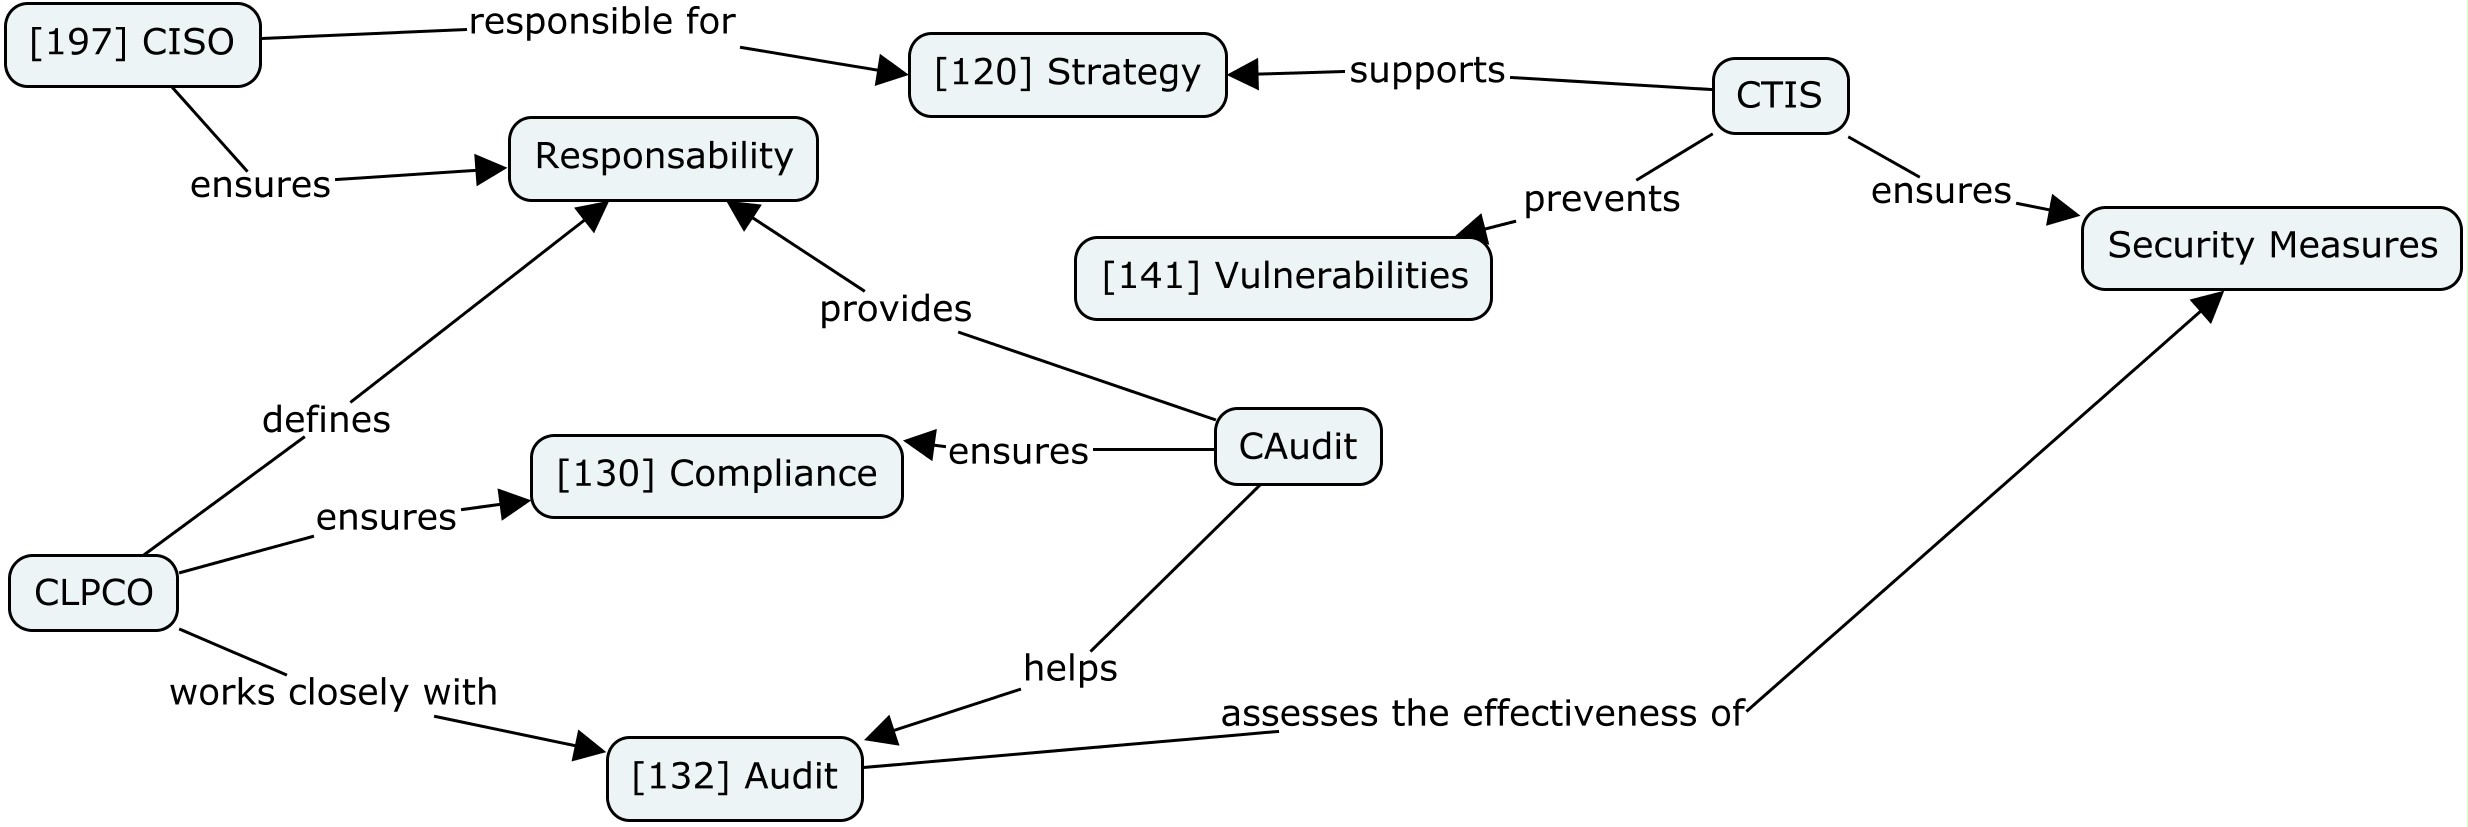 [197] CISO
responsible for
[120] Strategy
supports
CTIS
Responsability
ensures
prevents
ensures
Security Measures
[141] Vulnerabilities
provides
defines
[130] Compliance
ensures
CAudit
ensures
CLPCO
works closely with
helps
assesses the effectiveness of
[132] Audit